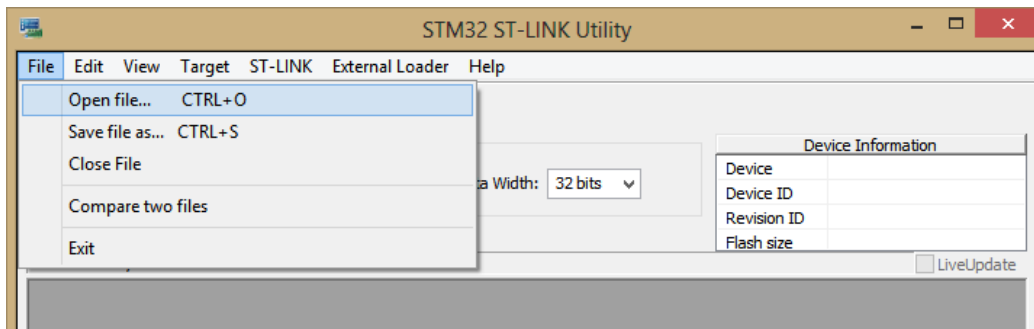 STM32 ST-LINK Utility
File Edit View Target ST-LINK External Loader Help
Open file... CTRL+O
Save file as... CTRL+S
Close File
Compare two files
Exit
Width: 32 bits
Device Information
Device
Device ID
Revision ID
Flash size
LiveUpdate